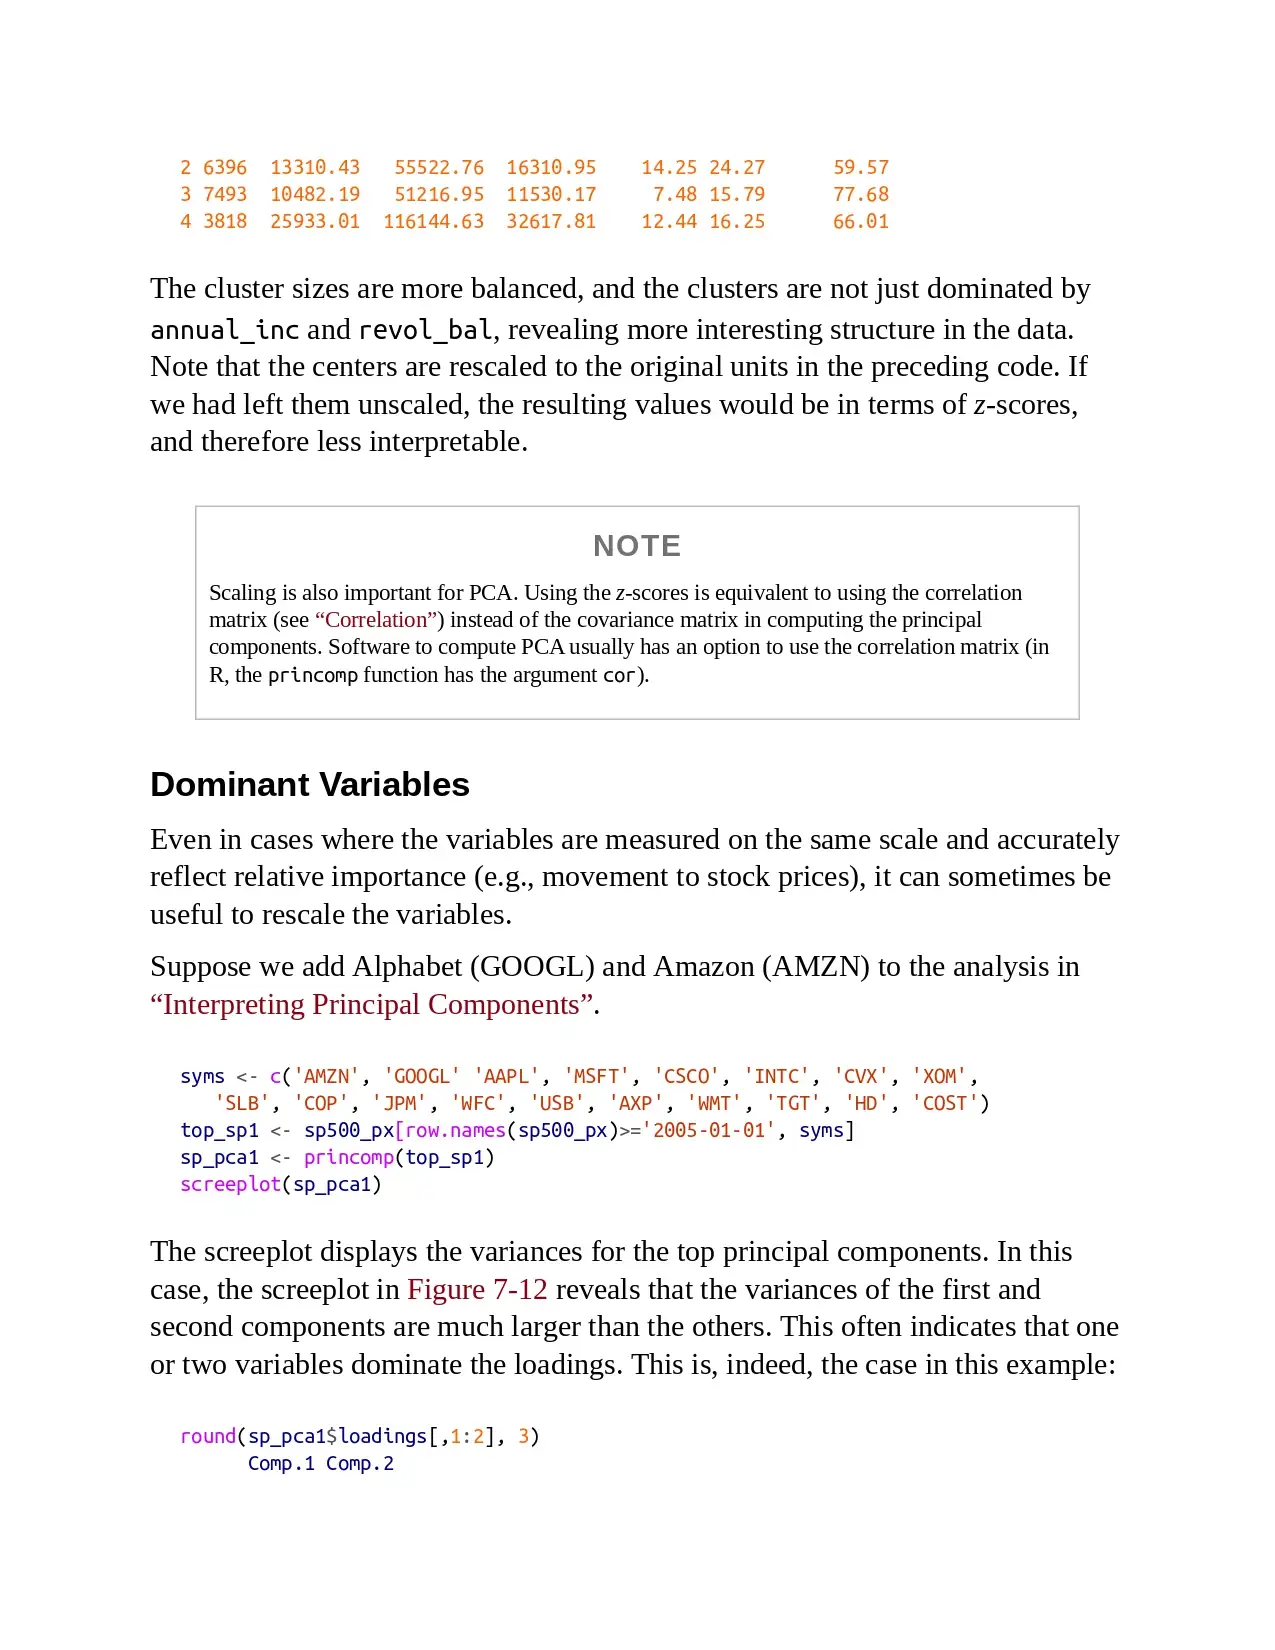 2 6396  13310.43   55522.76  16310.95    14.25 24.27      59.57
3 7493  10482.19   51216.95  11530.17     7.48 15.79      77.68
4 3818  25933.01  116144.63  32617.81    12.44 16.25      66.01
The cluster sizes are more balanced, and the clusters are not just dominated by
annual_inc and revol_bal, revealing more interesting structure in the data.
Note that the centers are rescaled to the original units in the preceding code. If
we had left them unscaled, the resulting values would be in terms of z-scores,
and therefore less interpretable.
NOTE
Scaling is also important for PCA. Using the z-scores is equivalent to using the correlation
matrix (see “Correlation”) instead of the covariance matrix in computing the principal
components. Software to compute PCA usually has an option to use the correlation matrix (in
R, the princomp function has the argument cor).
Dominant Variables
Even in cases where the variables are measured on the same scale and accurately
reflect relative importance (e.g., movement to stock prices), it can sometimes be
useful to rescale the variables.
Suppose we add Alphabet (GOOGL) and Amazon (AMZN) to the analysis in
“Interpreting Principal Components”.
syms <- c('AMZN', 'GOOGL' 'AAPL', 'MSFT', 'CSCO', 'INTC', 'CVX', 'XOM',
   'SLB', 'COP', 'JPM', 'WFC', 'USB', 'AXP', 'WMT', 'TGT', 'HD', 'COST')
top_sp1 <- sp500_px[row.names(sp500_px)>='2005-01-01', syms]
sp_pca1 <- princomp(top_sp1)
screeplot(sp_pca1)
The screeplot displays the variances for the top principal components. In this
case, the screeplot in Figure 7-12 reveals that the variances of the first and
second components are much larger than the others. This often indicates that one
or two variables dominate the loadings. This is, indeed, the case in this example:
round(sp_pca1$loadings[,1:2], 3)
      Comp.1 Comp.2